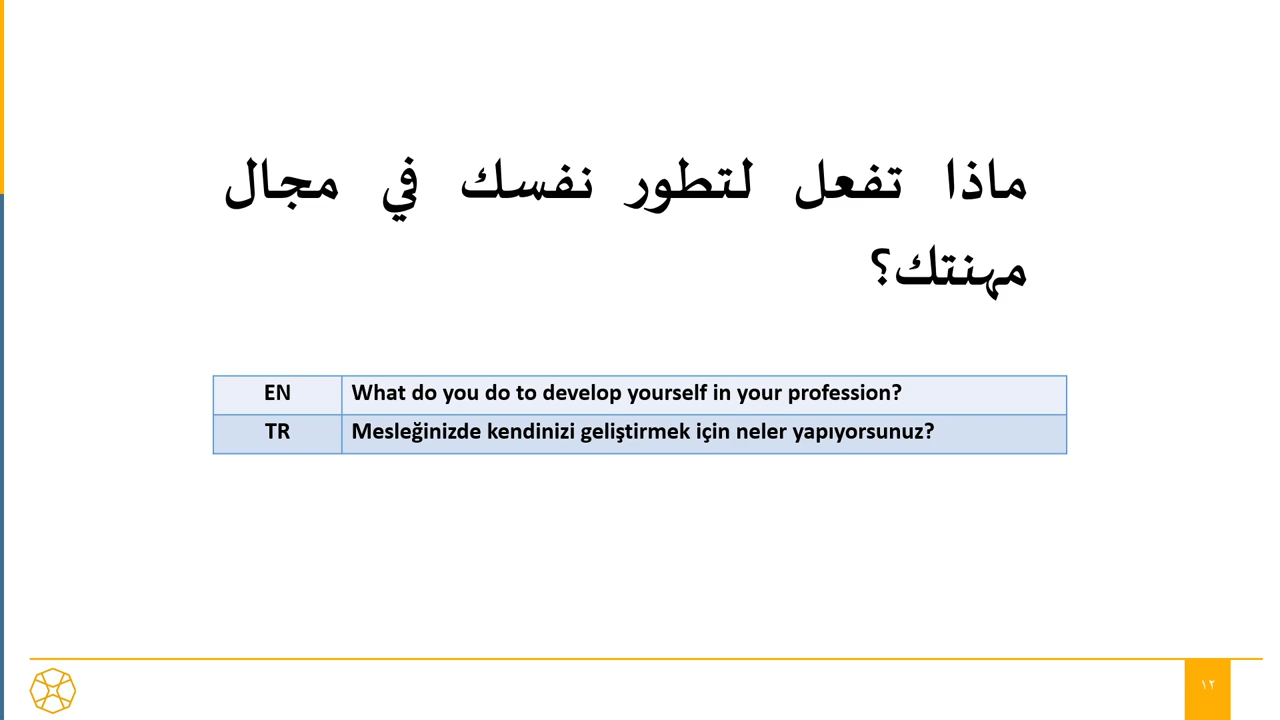 ماذا تفعل لتطور نفسك في مجال
مهنتك؟
EN What do you do to develop yourself in your profession?
TR Mesleğinizde kendinizi geliştirmek için neler yapıyorsunuz?
١٢